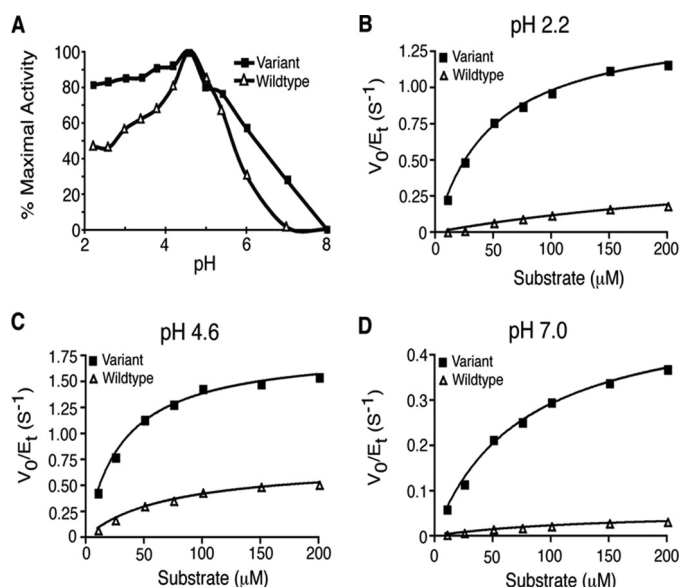 A
% Maximal Activity
100
80
60
40
20
0
2
4
6
8
pH
Variant
Wildtype
B
pH 2.2
Variant
Wildtype
V0/Et (S-1)
1.25
1.00
0.75
0.50
0.25
0
0
50
100
150
200
Substrate (μM)
C
pH 4.6
Variant
Wildtype
V0/Et (S-1)
1.75
1.50
1.25
1.00
0.75
0.50
0.25
0
0
50
100
150
200
Substrate (μM)
D
pH 7.0
Variant
Wildtype
V0/Et (S-1)
0.4
0.3
0.2
0.1
0
0
50
100
150
200
Substrate (μM)